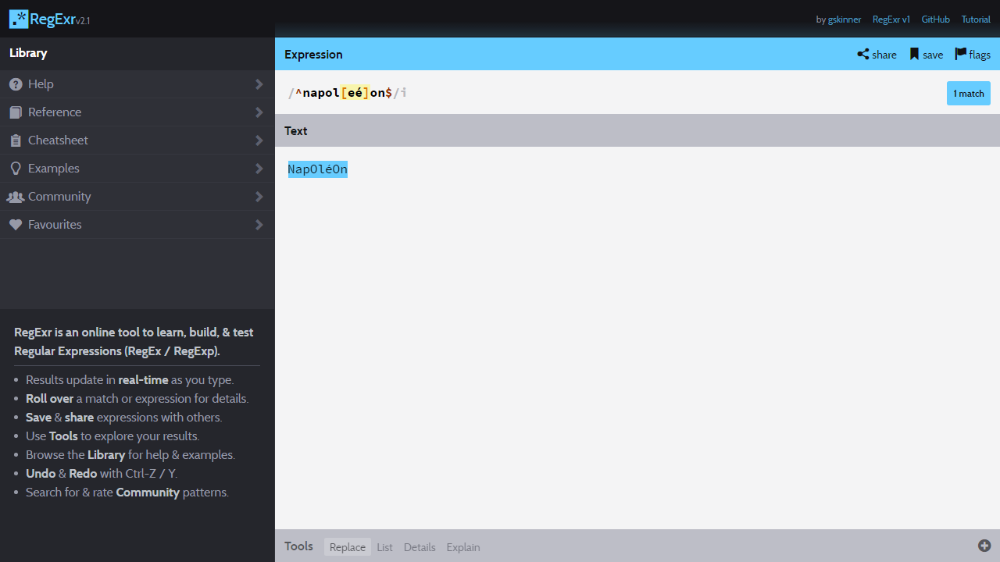 RegExrv2.1
by gskinner RegExr v1 GitHub Tutorial
Library
Help
Reference
Cheatsheet
Examples
Community
Favourites
RegExr is an online tool to learn, build, & test
Regular Expressions (RegEx / RegExp).
Results update in real-time as you type.
Roll over a match or expression for details.
Save & share expressions with others.
Use Tools to explore your results.
Browse the Library for help & examples.
Undo & Redo with Ctrl-Z / Y.
Search for & rate Community patterns.
Expression share save flags
/^napol[eé]on$/i 1 match
Text
NapOléOn
Tools Replace List Details Explain